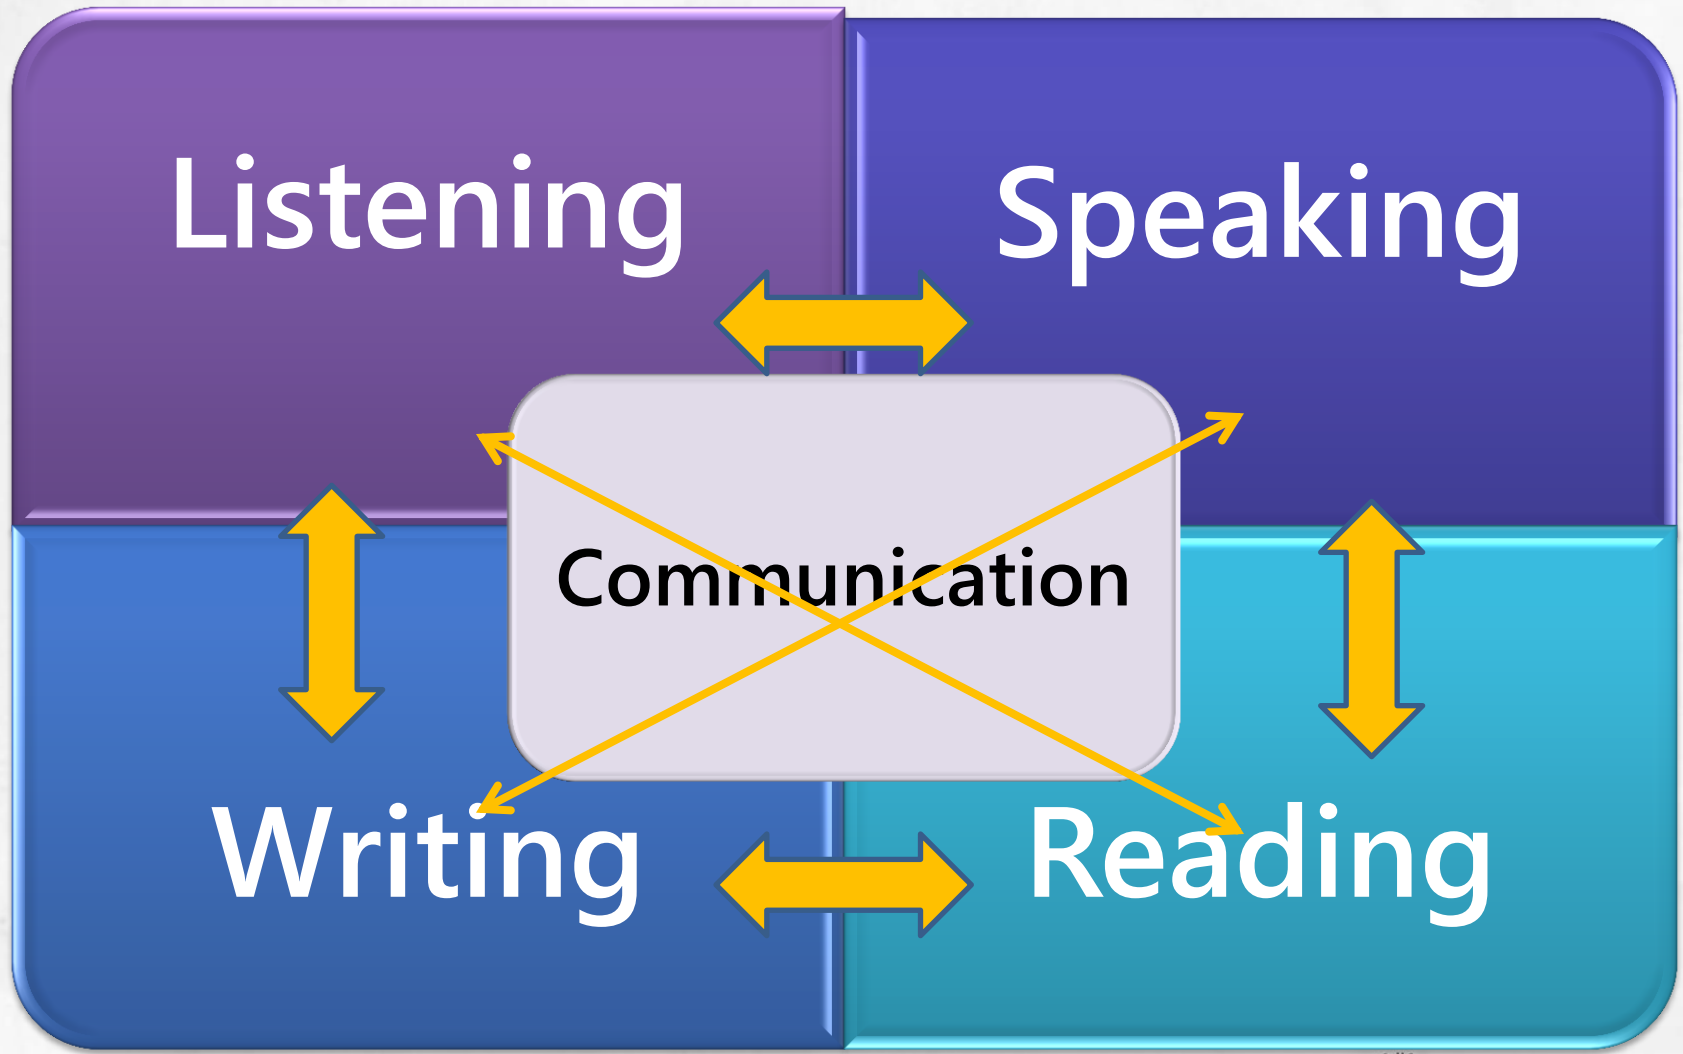 Listening
Speaking
Communication
Writing
Reading